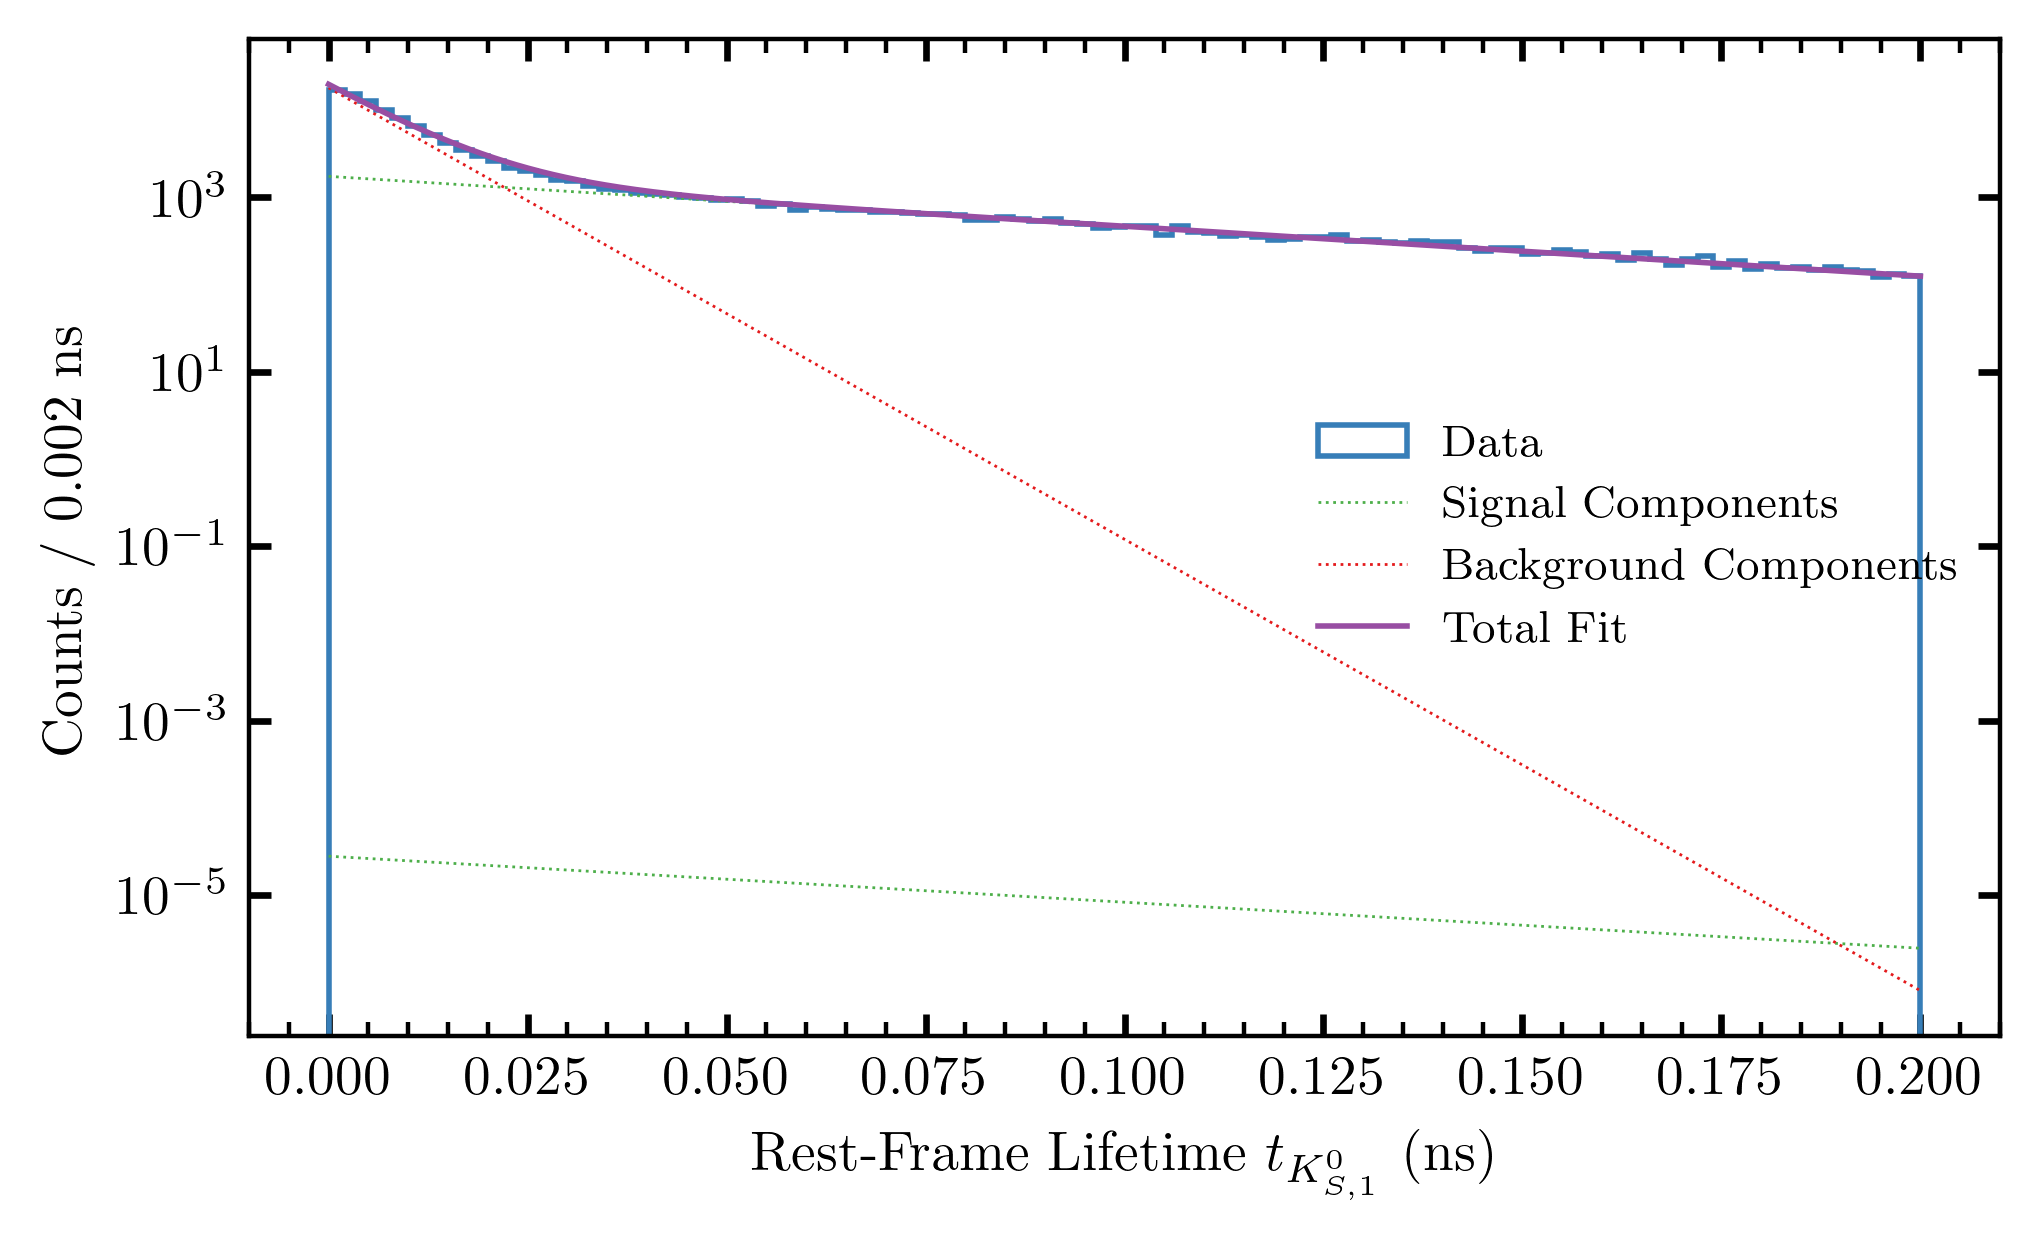 Counts / 0.002 ns
10^3
10^1
10^−1
10^−3
10^−5
Data
Signal Components
Background Components
Total Fit
0.000 0.025 0.050 0.075 0.100 0.125 0.150 0.175 0.200
Rest-Frame Lifetime t_{K^0_{S,1}} (ns)